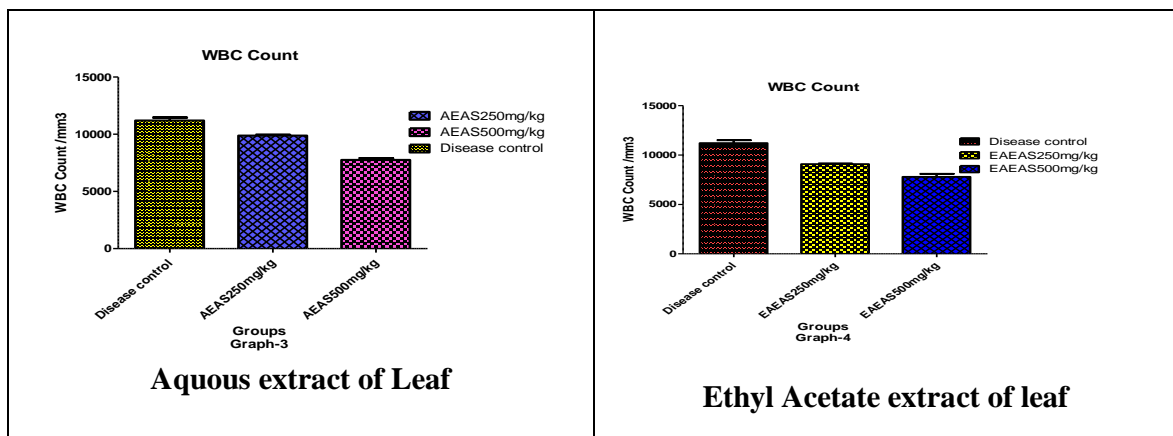 WBC Count
15000
10000
5000
0
WBC Count /mm3
Disease control
AEAS250mg/kg
AEAS500mg/kg
Groups
Graph-3
AEAS250mg/kg
AEAS500mg/kg
Disease control
Aquous extract of Leaf
WBC Count
15000
10000
5000
0
WBC Count /mm3
Disease control
EAEAS250mg/kg
EAEAS500mg/kg
Groups
Graph-4
Disease control
EAEAS250mg/kg
EAEAS500mg/kg
Ethyl Acetate extract of leaf